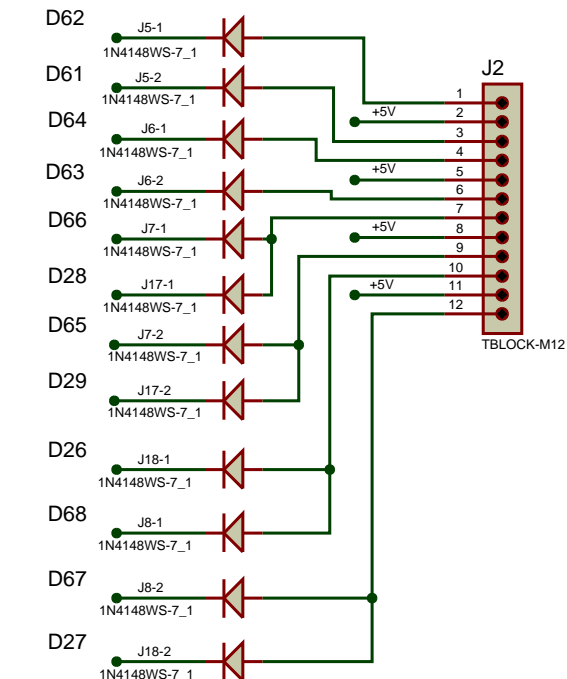 D62
J5-1
1N4148WS-7_1
D61
J5-2
1N4148WS-7_1
D64
J6-1
1N4148WS-7_1
D63
J6-2
1N4148WS-7_1
D66
J7-1
1N4148WS-7_1
D28
J17-1
1N4148WS-7_1
D65
J7-2
1N4148WS-7_1
D29
J17-2
1N4148WS-7_1
D26
J18-1
1N4148WS-7_1
D68
J8-1
1N4148WS-7_1
D67
J8-2
1N4148WS-7_1
D27
J18-2
1N4148WS-7_1
J2
1
+5V 2
3
4
+5V 5
6
7
+5V 8
9
10
+5V 11
12
TBLOCK-M12